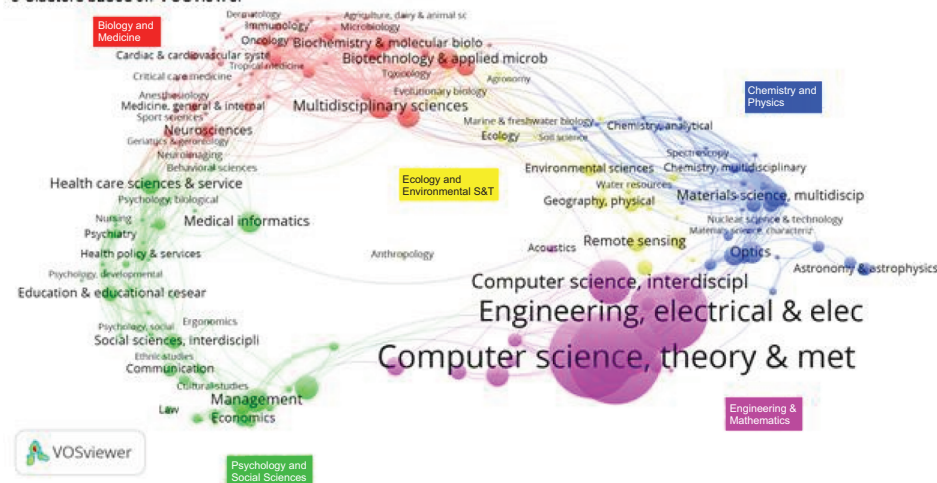 Biology and
Medicine
Dermatology
Immunology
Agriculture, dairy & animal sc
Microbiology
Oncology
Biochemistry & molecular biolo
Cardiac & cardiovascular syste
Tropical medicine
Biotechnology & applied microb
Critical care medicine
Toxicology
Agronomy
Anesthesiology
Evolutionary biology
Medicine, general & internal
Multidisciplinary sciences
Sport sciences
Neurosciences
Geriatrics & gerontology
Marine & freshwater biology
Ecology
Soil science
Chemistry and
Physics
Chemistry, analytical
Neuroimaging
Behavioral sciences
Spectroscopy
Environmental sciences
Chemistry, multidisciplinary
Health care sciences & service
Ecology and
Environmental S&T
Water resources
Psychology, biological
Geography, physical
Materials science, multidiscip
Nursing
Medical informatics
Nuclear science & technology
Psychiatry
Materials science, characteriz
Acoustics
Remote sensing
Health policy & services
Anthropology
Optics
Psychology, developmental
Astronomy & astrophysics
Computer science, interdiscipl
Education & educational resear
Engineering, electrical & elec
Psychology, social
Ergonomics
Social sciences, interdiscipli
Ethnic studies
Computer science, theory & met
Communication
Cultural studies
Management
Law
Economics
Engineering &
Mathematics
VOSviewer
Psychology and
Social Sciences